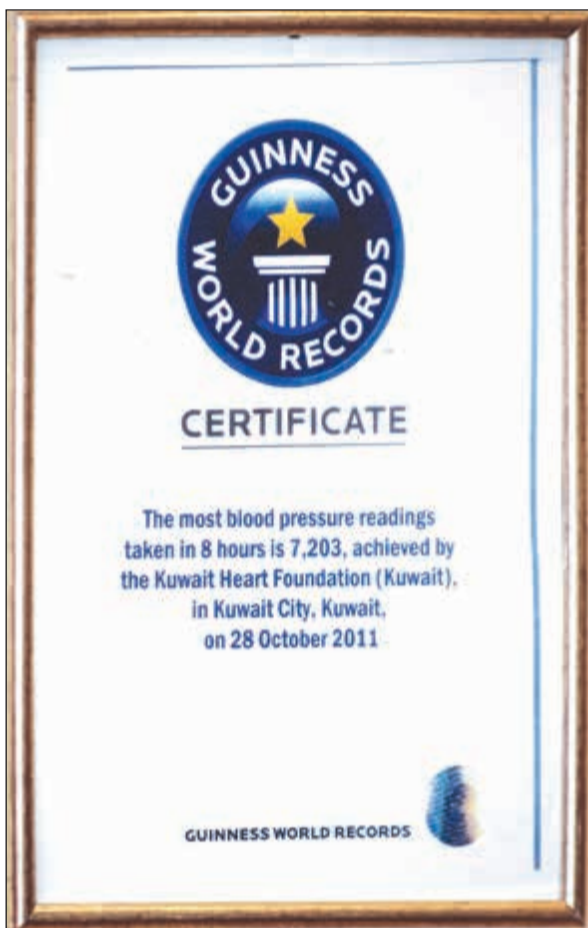 GUINNESS
WORLD RECORDS
CERTIFICATE
The most blood pressure readings
taken in 8 hours is 7,203, achieved by
the Kuwait Heart Foundation (Kuwait),
in Kuwait City, Kuwait,
on 28 October 2011
GUINNESS WORLD RECORDS